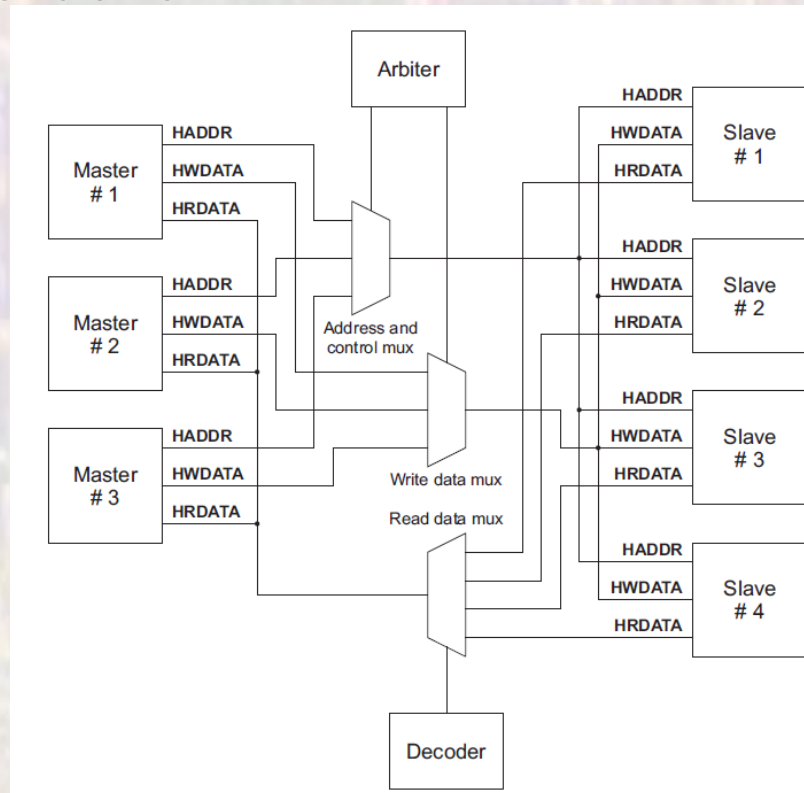 Arbiter
Master
# 1
HADDR
HWDATA
HRDATA
Master
# 2
HADDR
HWDATA
HRDATA
Master
# 3
HADDR
HWDATA
HRDATA
Address and
control mux
Write data mux
Read data mux
Decoder
HADDR
HWDATA
HRDATA
Slave
# 1
HADDR
HWDATA
HRDATA
Slave
# 2
HADDR
HWDATA
HRDATA
Slave
# 3
HADDR
HWDATA
HRDATA
Slave
# 4